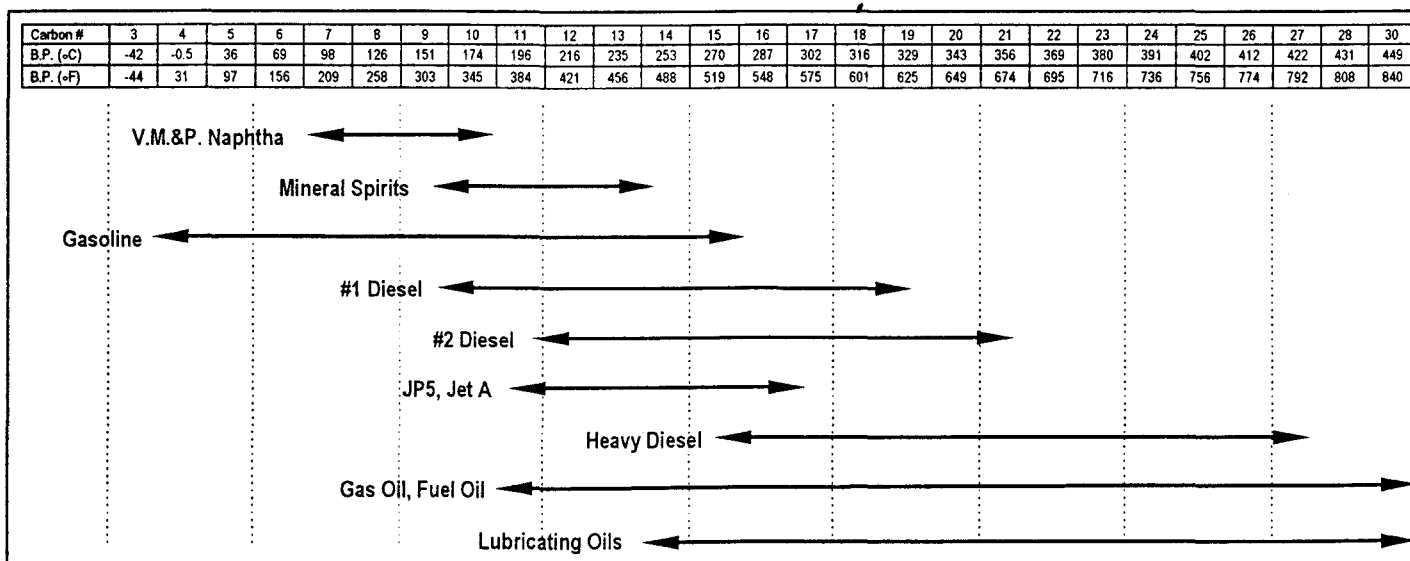 Carbon # 3 4 5 6 7 8 9 10 11 12 13 14 15 16 17 18 19 20 21 22 23 24 25 26 27 28 30
B.P. (∘C) -42 -0.5 36 69 98 126 151 174 196 216 235 253 270 287 302 316 329 343 356 369 380 391 402 412 422 431 449
B.P. (∘F) -44 31 97 156 209 258 303 345 384 421 456 488 519 548 575 601 625 649 674 695 716 736 756 774 792 808 840
V.M.&P. Naphtha
Mineral Spirits
Gasoline
#1 Diesel
#2 Diesel
JP5, Jet A
Heavy Diesel
Gas Oil, Fuel Oil
Lubricating Oils